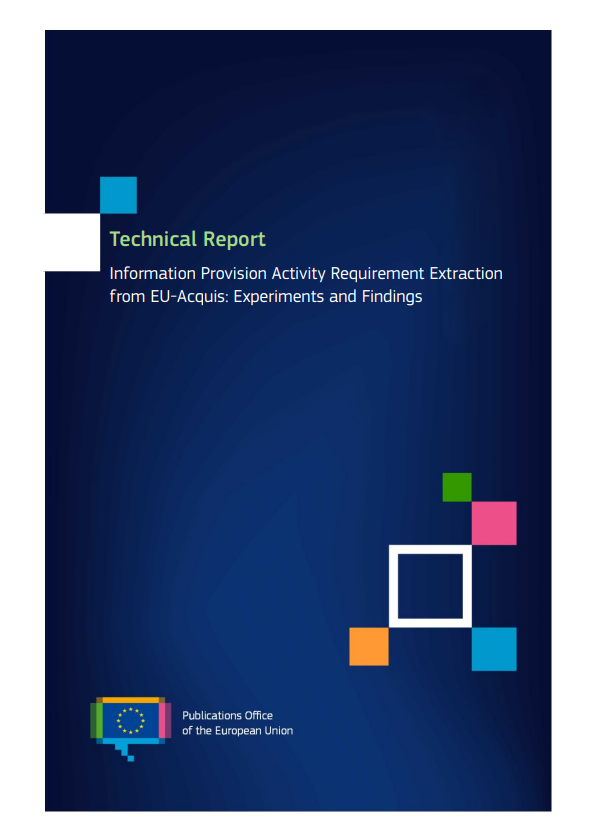 Technical Report
Information Provision Activity Requirement Extraction
from EU-Acquis: Experiments and Findings
Publications Office
of the European Union